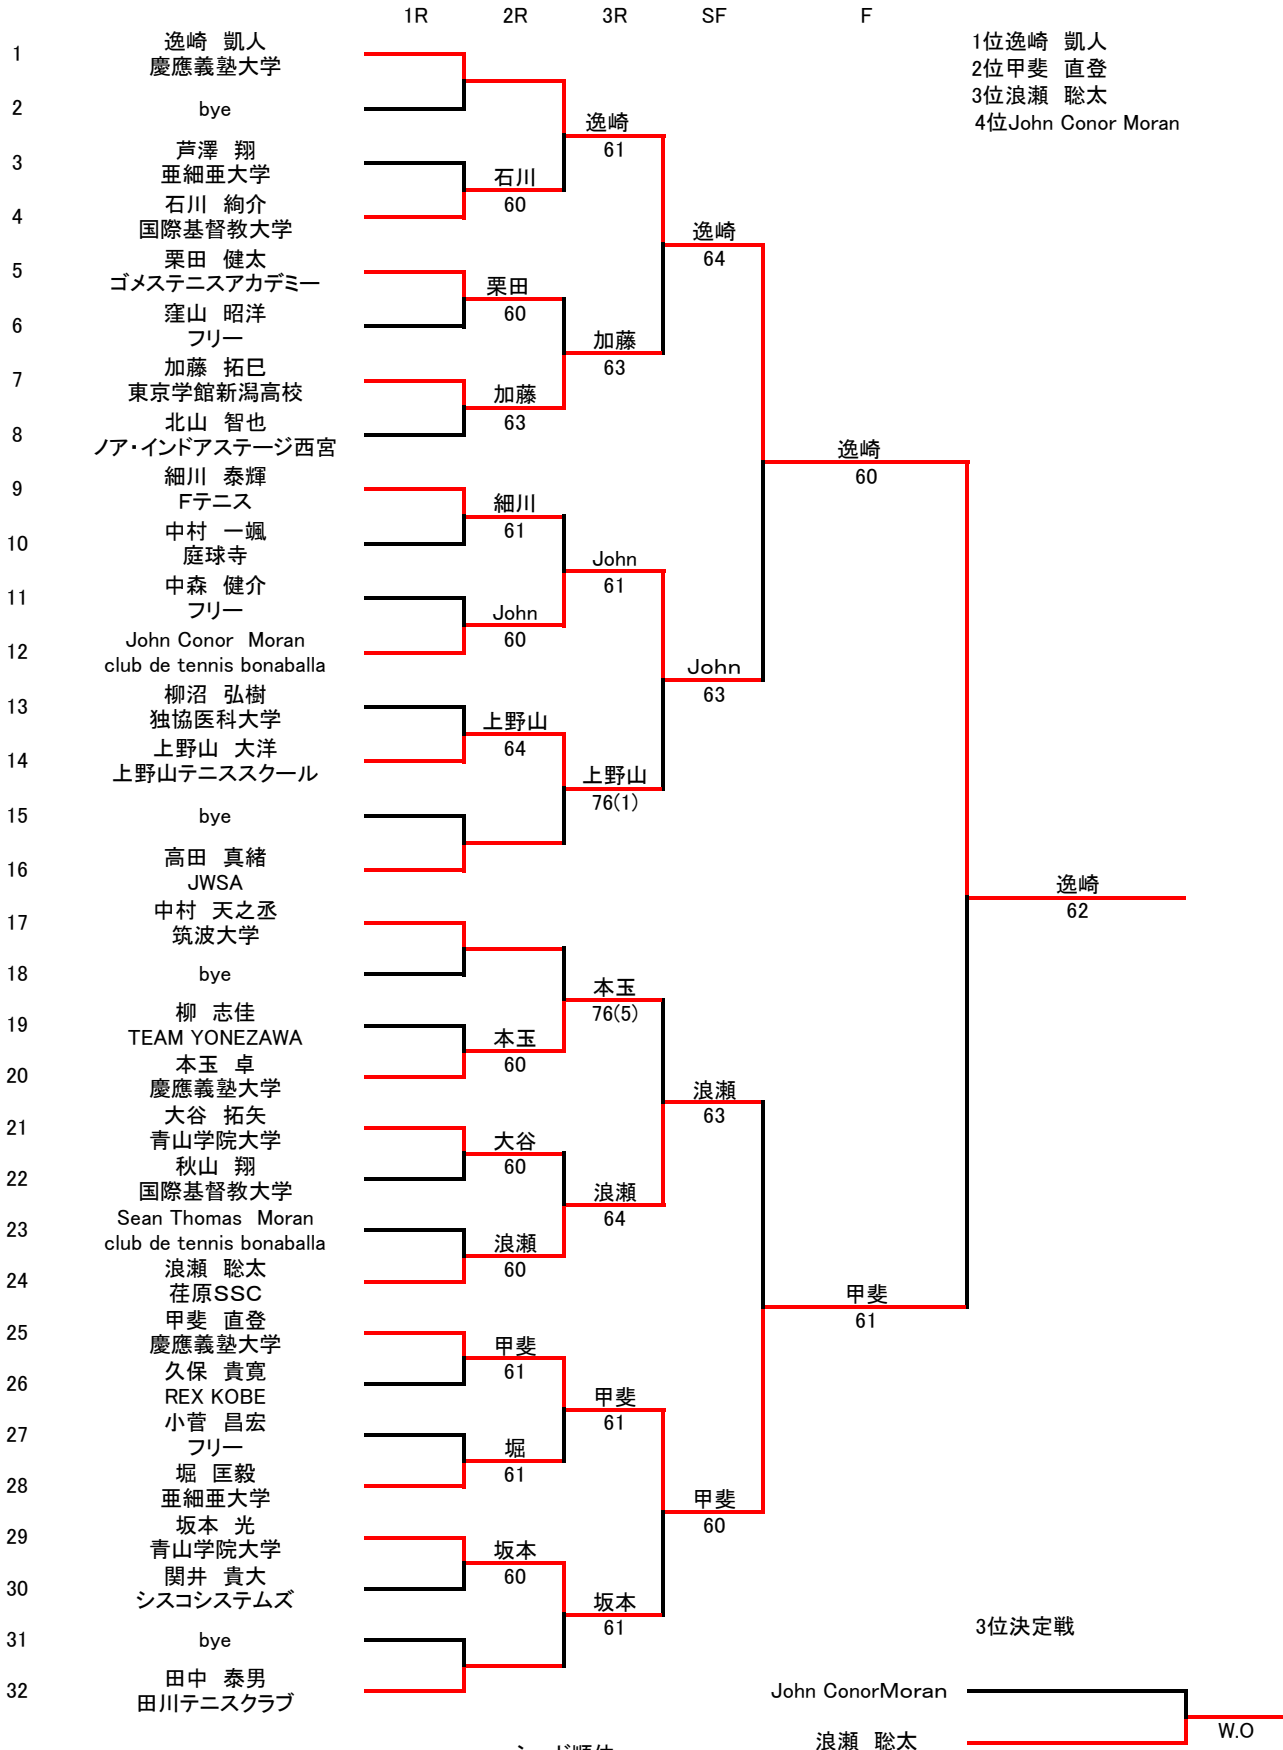 1R 2R 3R SF F
1位逸崎　凱人
2位甲斐　直登
3位浪瀬　聡太
4位John Conor Moran
1
逸崎　凱人
慶應義塾大学
2
bye
逸崎
61
3
芦澤　翔
亜細亜大学
石川
60
4
石川　絢介
国際基督教大学
逸崎
64
5
栗田　健太
ゴメステニスアカデミー
栗田
60
6
窪山　昭洋
フリー
加藤
63
7
加藤　拓巳
東京学館新潟高校
加藤
63
8
北山　智也
ノア・インドアステージ西宮
逸崎
60
9
細川　泰輝
Fテニス
細川
61
10
中村　一颯
庭球寺
John
61
11
中森　健介
フリー
John
60
12
John Conor　Moran
club de tennis bonaballa
John
63
13
柳沼　弘樹
独協医科大学
上野山
64
14
上野山　大洋
上野山テニススクール
上野山
76(1)
15
bye
16
高田　真緒
JWSA
逸崎
62
17
中村　天之丞
筑波大学
18
bye
本玉
76(5)
19
柳　志佳
TEAM YONEZAWA
本玉
60
20
本玉　卓
慶應義塾大学
浪瀬
63
21
大谷　拓矢
青山学院大学
大谷
60
22
秋山　翔
国際基督教大学
浪瀬
64
23
Sean Thomas　Moran
club de tennis bonaballa
浪瀬
60
24
浪瀬　聡太
荏原SSC
甲斐
61
25
甲斐　直登
慶應義塾大学
甲斐
61
26
久保　貴寛
REX KOBE
甲斐
61
27
小菅　昌宏
フリー
堀
61
28
堀　匡毅
亜細亜大学
甲斐
60
29
坂本　光
青山学院大学
坂本
60
30
関井　貴大
シスコシステムズ
坂本
61
31
bye
32
田中　泰男
田川テニスクラブ
3位決定戦
John ConorMoran
W.O
浪瀬　聡太